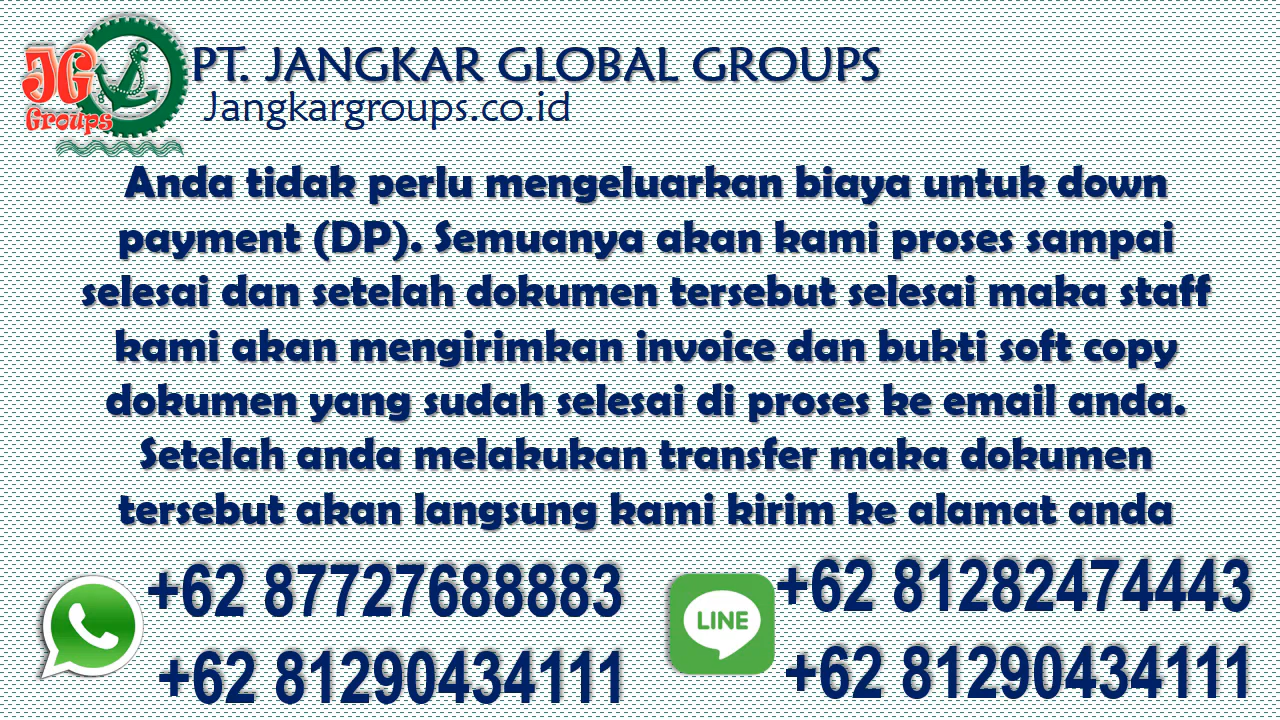 JG
Groups
PT. JANGKAR GLOBAL GROUPS
Jangkargroups.co.id
Anda tidak perlu mengeluarkan biaya untuk down
payment (DP). Semuanya akan kami proses sampai
selesai dan setelah dokumen tersebut selesai maka staff
kami akan mengirimkan invoice dan bukti soft copy
dokumen yang sudah selesai di proses ke email anda.
Setelah anda melakukan transfer maka dokumen
tersebut akan langsung kami kirim ke alamat anda
+62 87727688883
+62 81290434111
LINE
+62 81282474443
+62 81290434111